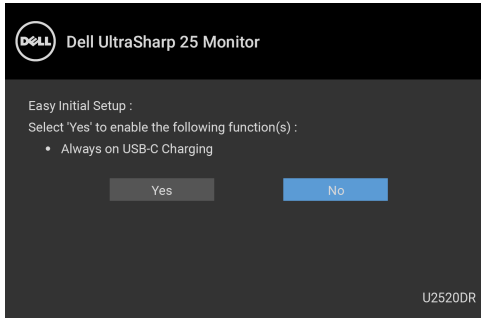 DELL
Dell UltraSharp 25 Monitor
Easy Initial Setup :
Select 'Yes' to enable the following function(s) :
• Always on USB-C Charging
Yes
No
U2520DR